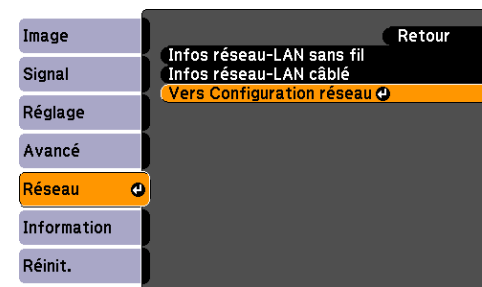 Image
Signal
Réglage
Avancé
Réseau
Information
Réinit.
Retour
Infos réseau-LAN sans fil
Infos réseau-LAN câblé
Vers Configuration réseau